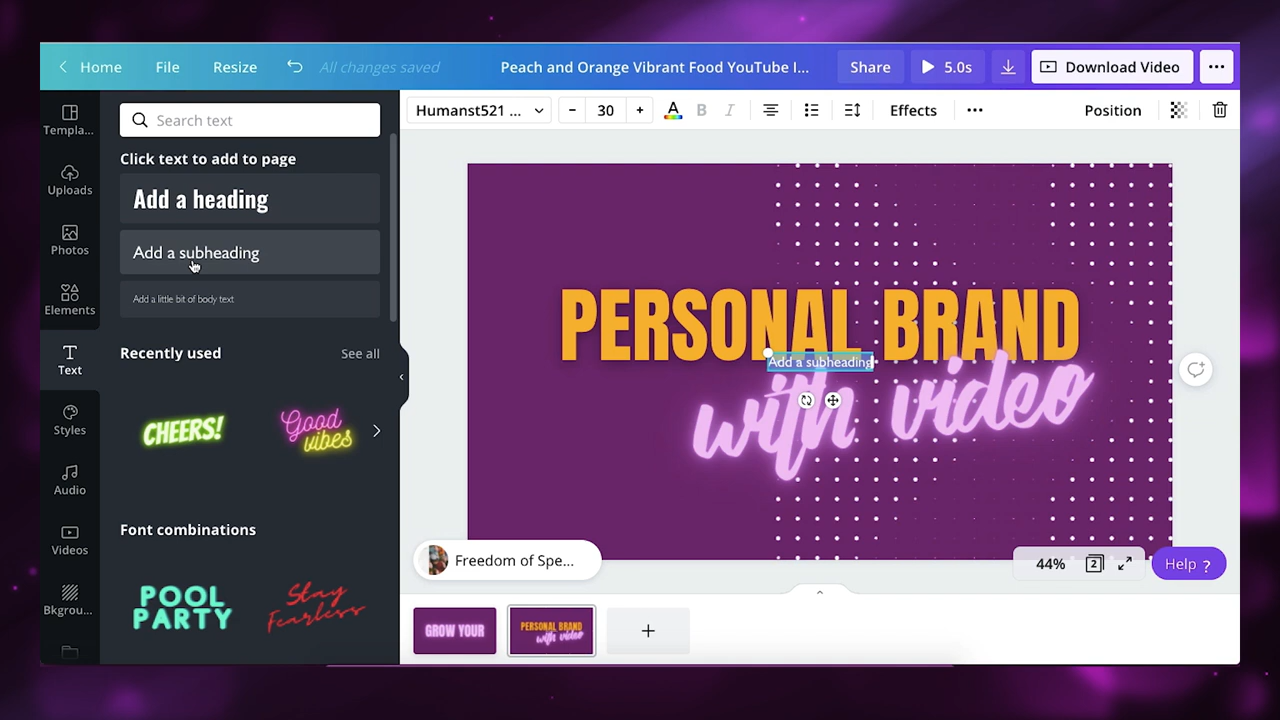 Home File Resize All changes saved Peach and Orange Vibrant Food YouTube I... Share 5.0s Download Video ...
Templa...
Uploads
Photos
Elements
Text
Styles
Audio
Videos
Bkgrou...
Search text
Click text to add to page
Add a heading
Add a subheading
Add a little bit of body text
Recently used See all
CHEERS!
Good
vibes
Font combinations
POOL
PARTY
Stay
Fearless
Humanst521 ... − 30 + A B I Effects ... Position
PERSONAL BRAND
Add a subheading
with video
Freedom of Spe...
44% 2 Help ?
GROW YOUR
PERSONAL BRAND
with video
+